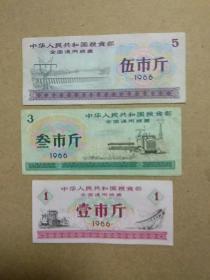 中华人民共和国粮食部
全国通用粮票
5
伍市斤
1966
中华人民共和国粮食部
全国通用粮票
3
叁市斤
1966
中华人民共和国粮食部
全国通用粮票
1
1
壹市斤
1966